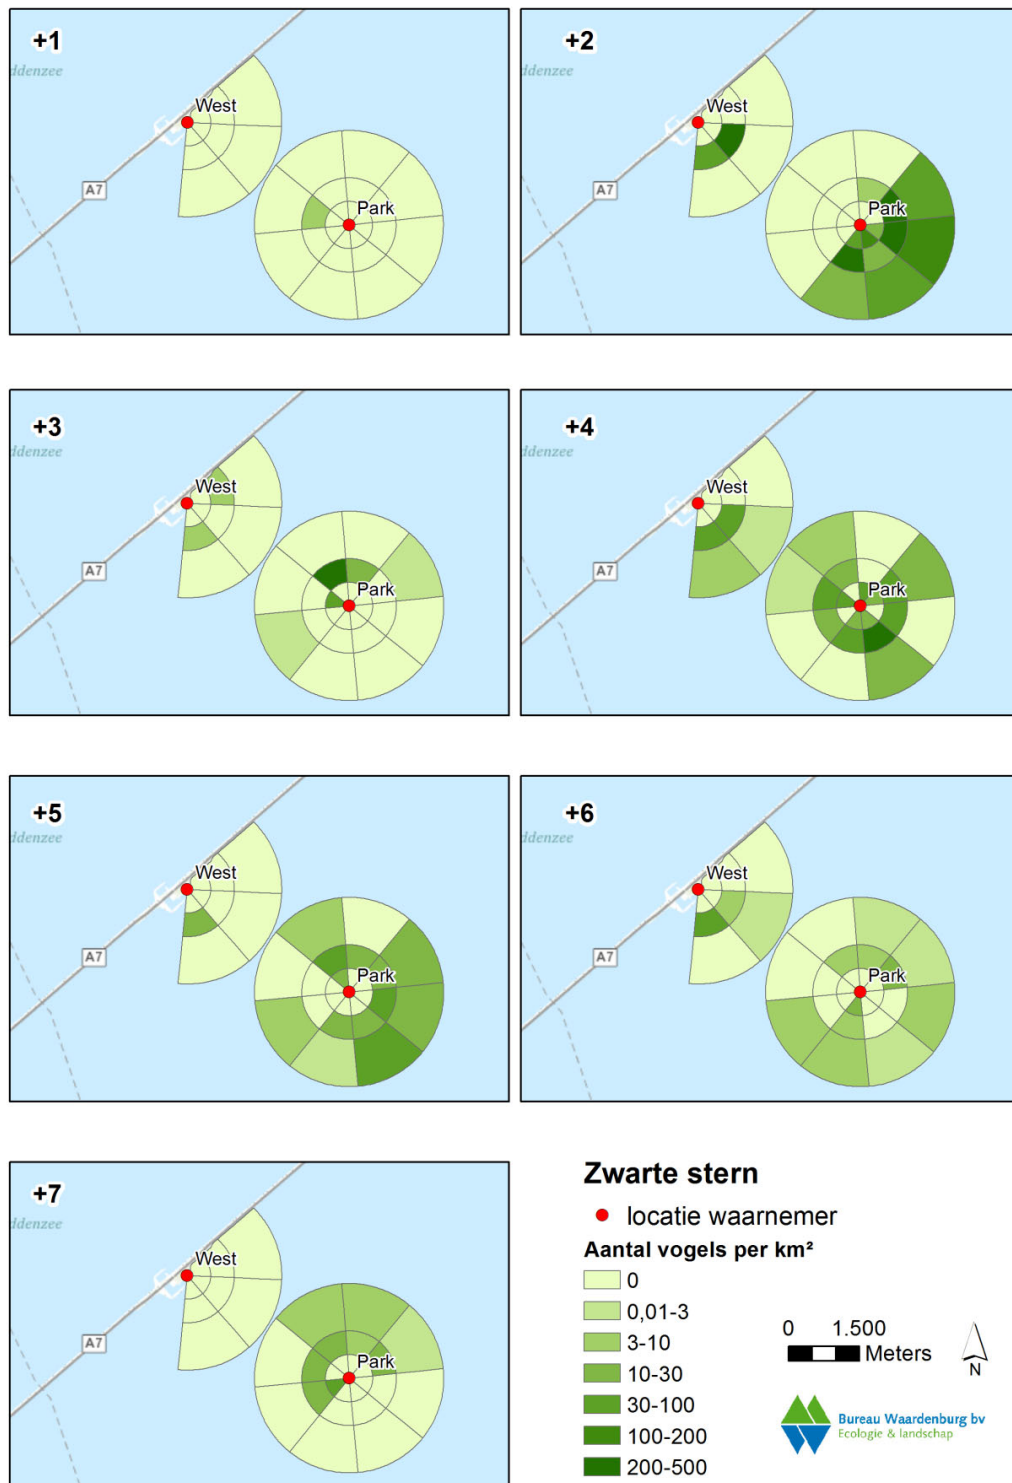 +1
ddenzee
West
Park
A7
+2
ddenzee
West
Park
A7
+3
ddenzee
West
Park
A7
+4
ddenzee
West
Park
A7
+5
ddenzee
West
Park
A7
+6
ddenzee
West
Park
A7
+7
ddenzee
West
Park
A7
Zwarte stern
locatie waarnemer
Aantal vogels per km²
0
0,01-3
3-10
10-30
30-100
100-200
200-500
0 1.500
Meters
N
Bureau Waardenburg bv
Ecologie & landschap